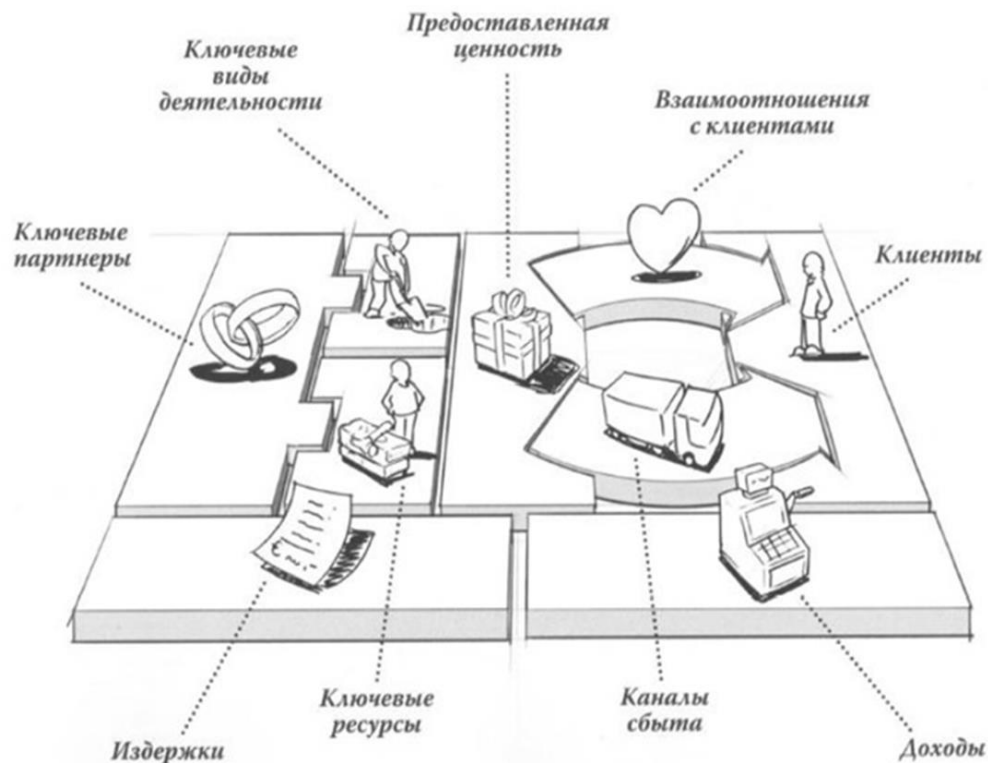 Предоставленная
ценность
Ключевые
виды
деятельности
Взаимоотношения
с клиентами
Ключевые
партнеры
Клиенты
Ключевые
ресурсы
Каналы
сбыта
Издержки
Доходы